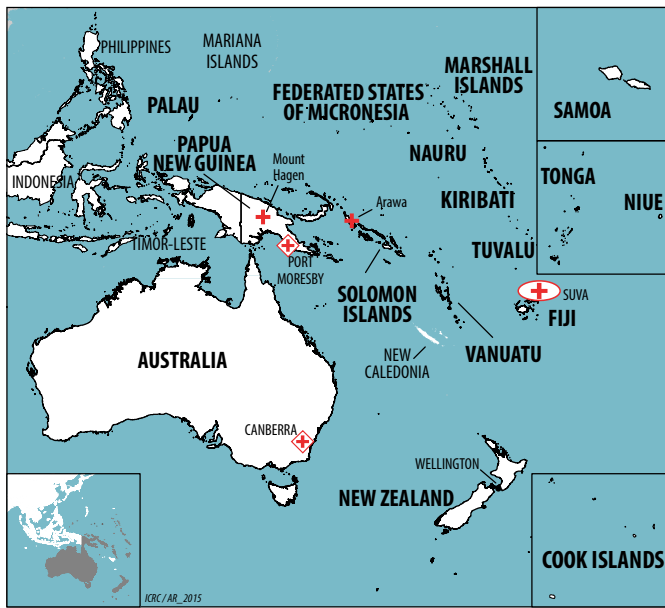 PHILIPPINES
MARIANA
ISLANDS
MARSHALL
ISLANDS
PALAU
FEDERATED STATES
OF MICRONESIA
SAMOA
PAPUA
NEW GUINEA
Mount
Hagen
NAURU
TONGA
INDONESIA
Arawa
KIRIBATI
NIUE
TIMOR-LESTE
PORT
MORESBY
TUVALU
SOLOMON
ISLANDS
SUVA
FIJI
AUSTRALIA
NEW
CALEDONIA
VANUATU
CANBERRA
WELLINGTON
NEW ZEALAND
COOK ISLANDS
ICRC / AR_2015